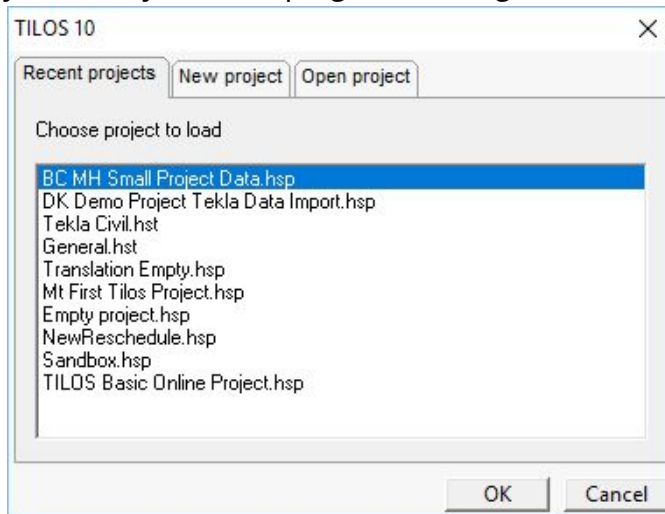 TILOS 10
Recent projects New project Open project
Choose project to load
BC MH Small Project Data.hsp
DK Demo Project Tekla Data Import.hsp
Tekla Civil.hst
General.hst
Translation Empty.hsp
Mt First Tilos Project.hsp
Empty project.hsp
NewReschedule.hsp
Sandbox.hsp
TILOS Basic Online Project.hsp
OK Cancel